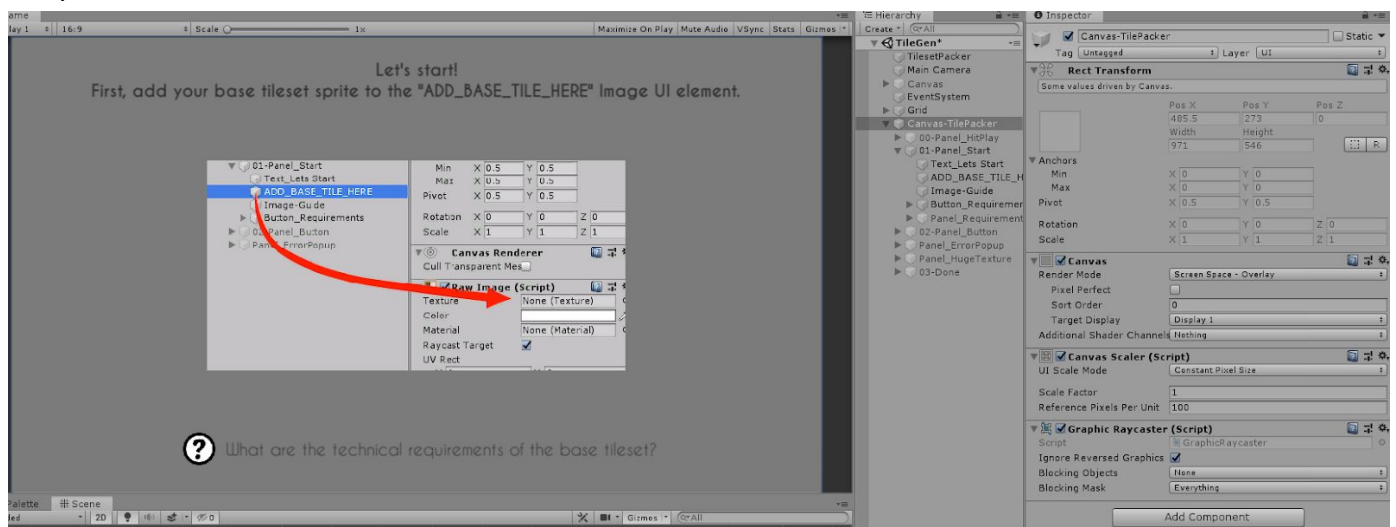 ame
lay 1
16:9
Scale
1x
Maximize On Play
Mute Audio
VSync
Stats
Gizmos
Let's start!
First, add your base tileset sprite to the "ADD_BASE_TILE_HERE" Image UI element.
01-Panel_Start
Text_Lets Start
ADD_BASE_TILE_HERE
Image-Guide
Button_Requirements
Panel_Button
Panel_ErrorPopup
Min X 0.5 Y 0.5
Max X 0.5 Y 0.5
Pivot X 0.5 Y 0.5
Rotation X 0 Y 0 Z 0
Scale X 1 Y 1 Z 1
Canvas Renderer
Cull Transparent Mes
Raw Image (Script)
Texture None (Texture)
Color
Material None (Material)
Raycast Target
UV Rect
? What are the technical requirements of the base tileset?
Palette
# Scene
ded
2D
0
Gizmos
All
Hierarchy
Create
All
TileGen*
TilesetPacker
Main Camera
Canvas
EventSystem
Grid
Canvas-TilePacker
00-Panel_HitPlay
01-Panel_Start
Text_Lets Start
ADD_BASE_TILE_H
Image-Guide
Button_Requiremer
Panel_Requirement
02-Panel_Button
Panel_ErrorPopup
Panel_HugeTexture
03-Done
Inspector
Canvas-TilePacker
Static
Tag Untagged Layer UI
Rect Transform
Some values driven by Canvas.
Pos X Pos Y Pos Z
485.5 273 0
Width Height
971 546 R
Anchors
Min X 0 Y 0
Max X 0 Y 0
Pivot X 0.5 Y 0.5
Rotation X 0 Y 0 Z 0
Scale X 1 Y 1 Z 1
Canvas
Render Mode Screen Space - Overlay
Pixel Perfect
Sort Order 0
Target Display Display 1
Additional Shader Channels Nothing
Canvas Scaler (Script)
UI Scale Mode Constant Pixel Size
Scale Factor 1
Reference Pixels Per Unit 100
Graphic Raycaster (Script)
Script GraphicRaycaster
Ignore Reversed Graphics
Blocking Objects None
Blocking Mask Everything
Add Component